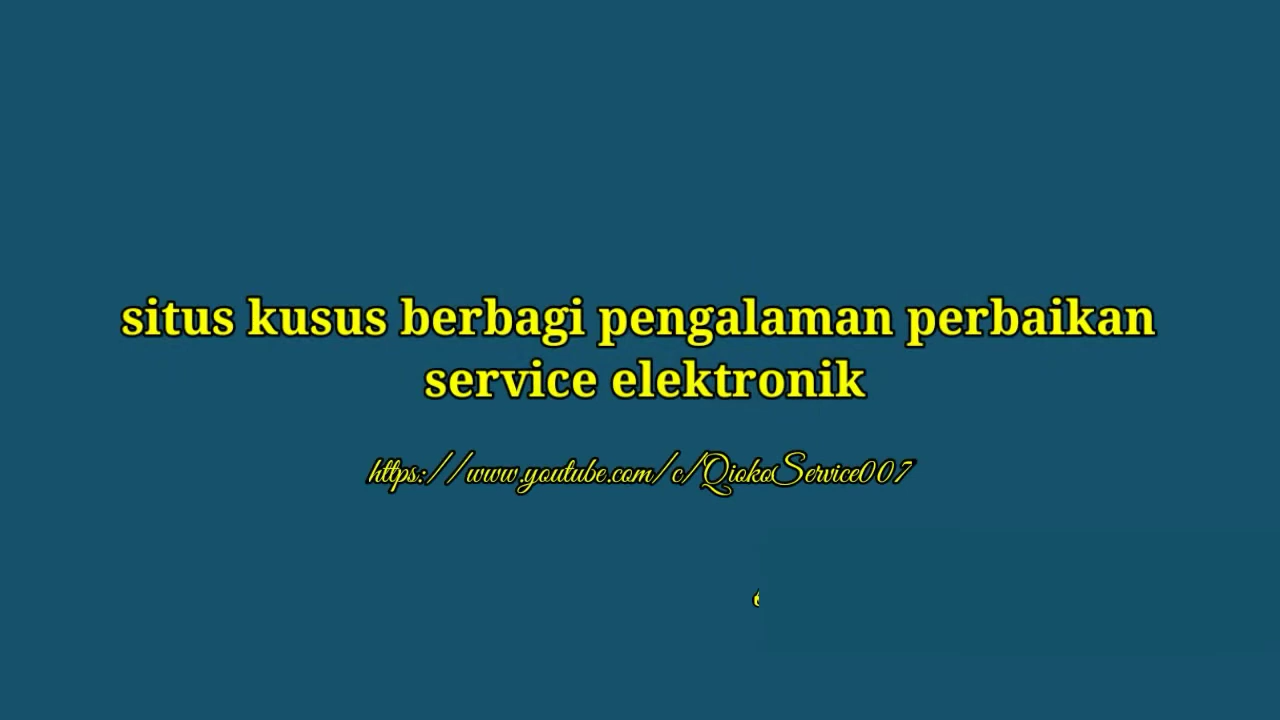 situs kusus berbagi pengalaman perbaikan
service elektronik
https://www.youtube.com/c/QiokoService007